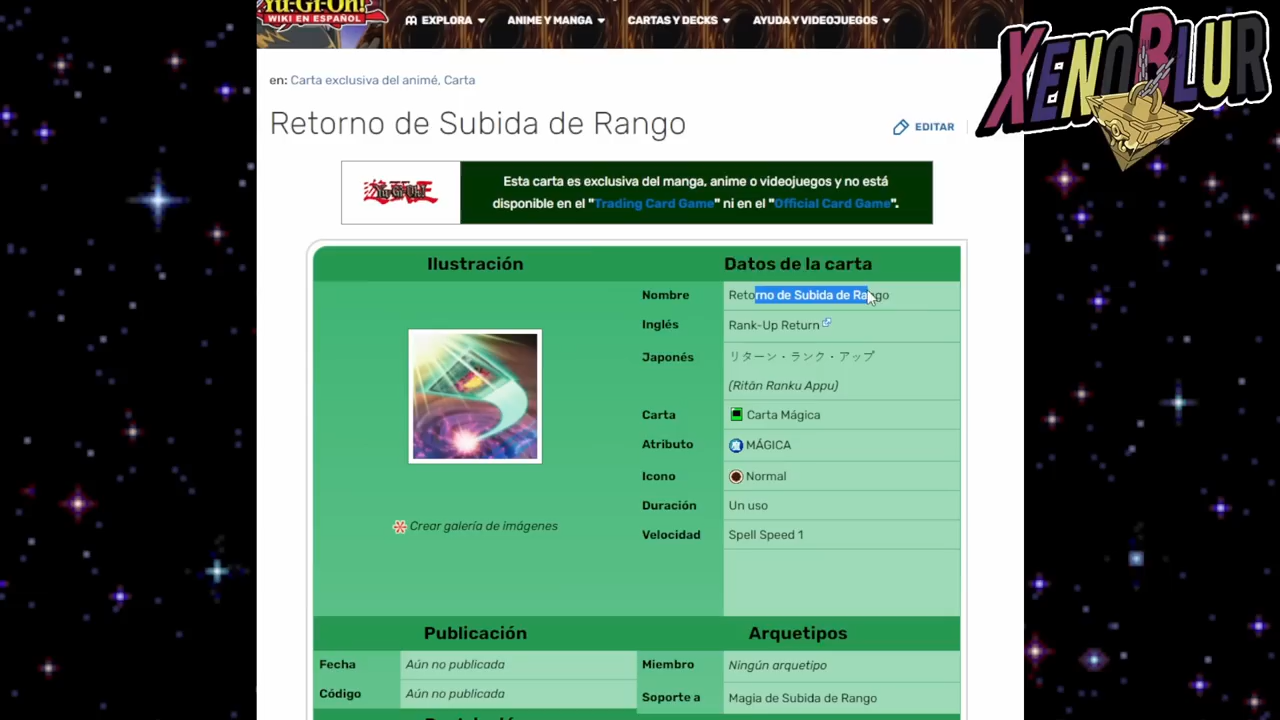 Yu-Gi-Oh!
WIKI EN ESPAÑOL
EXPLORA
ANIME Y MANGA
CARTAS Y DECKS
AYUDA Y VIDEOJUEGOS
XENOBLUR
en: Carta exclusiva del animé, Carta
Retorno de Subida de Rango
EDITAR
遊☆戯☆王
Yu-Gi-Oh!
Esta carta es exclusiva del manga, anime o videojuegos y no está
disponible en el "Trading Card Game" ni en el "Official Card Game".
Ilustración
Datos de la carta
Nombre
Retorno de Subida de Rango
Inglés
Rank-Up Return
Japonés
リターン・ランク・アップ
(Ritān Ranku Appu)
Carta
Carta Mágica
Atributo
MÁGICA
Icono
Normal
Crear galería de imágenes
Duración
Un uso
Velocidad
Spell Speed 1
Publicación
Arquetipos
Fecha
Aún no publicada
Miembro
Ningún arquetipo
Código
Aún no publicada
Soporte a
Magia de Subida de Rango